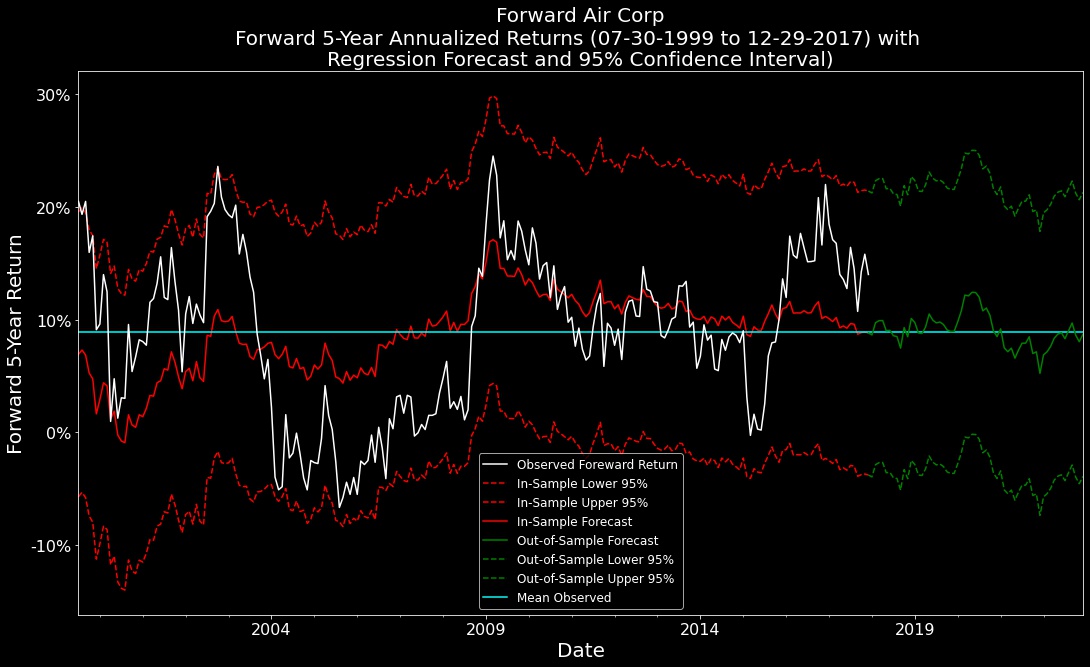 Forward Air Corp
Forward 5-Year Annualized Returns (07-30-1999 to 12-29-2017) with
Regression Forecast and 95% Confidence Interval)
30%
20%
10%
0%
-10%
Forward 5-Year Return
Observed Foreward Return
In-Sample Lower 95%
In-Sample Upper 95%
In-Sample Forecast
Out-of-Sample Forecast
Out-of-Sample Lower 95%
Out-of-Sample Upper 95%
Mean Observed
2004
2009
2014
2019
Date